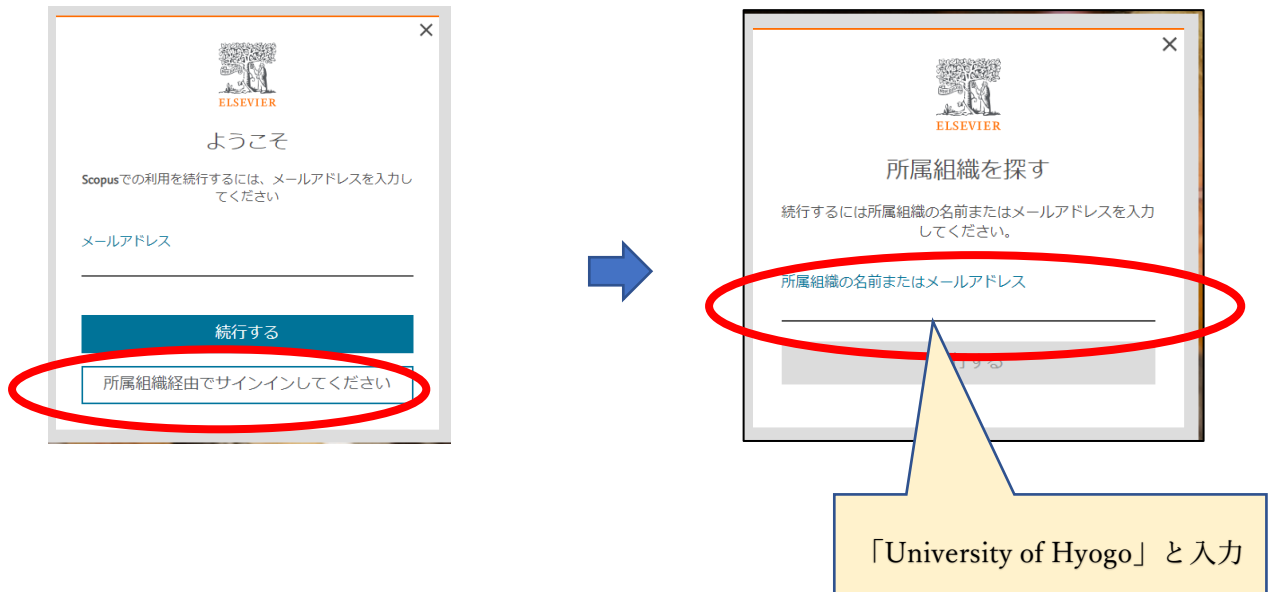 ELSEVIER
ようこそ
Scopusでの利用を続行するには、メールアドレスを入力し
てください
メールアドレス
続行する
所属組織経由でサインインしてください
ELSEVIER
所属組織を探す
続行するには所属組織の名前またはメールアドレスを入力
してください。
所属組織の名前またはメールアドレス
する
「University of Hyogo」と入力